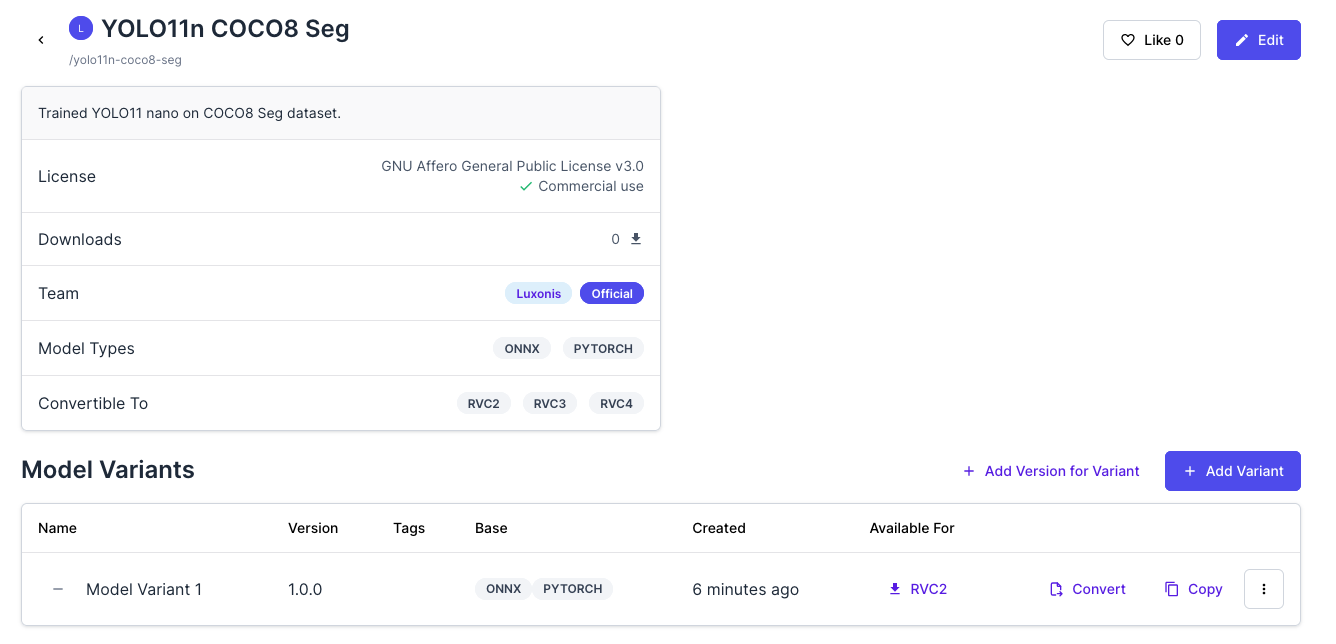 L YOLO11n COCO8 Seg
/yolo11n-coco8-seg
Like 0
Edit
Trained YOLO11 nano on COCO8 Seg dataset.
License
GNU Affero General Public License v3.0
Commercial use
Downloads 0
Team Luxonis Official
Model Types ONNX PYTORCH
Convertible To RVC2 RVC3 RVC4
Model Variants
+ Add Version for Variant
+ Add Variant
Name Version Tags Base Created Available For
– Model Variant 1 1.0.0 ONNX PYTORCH 6 minutes ago RVC2 Convert Copy